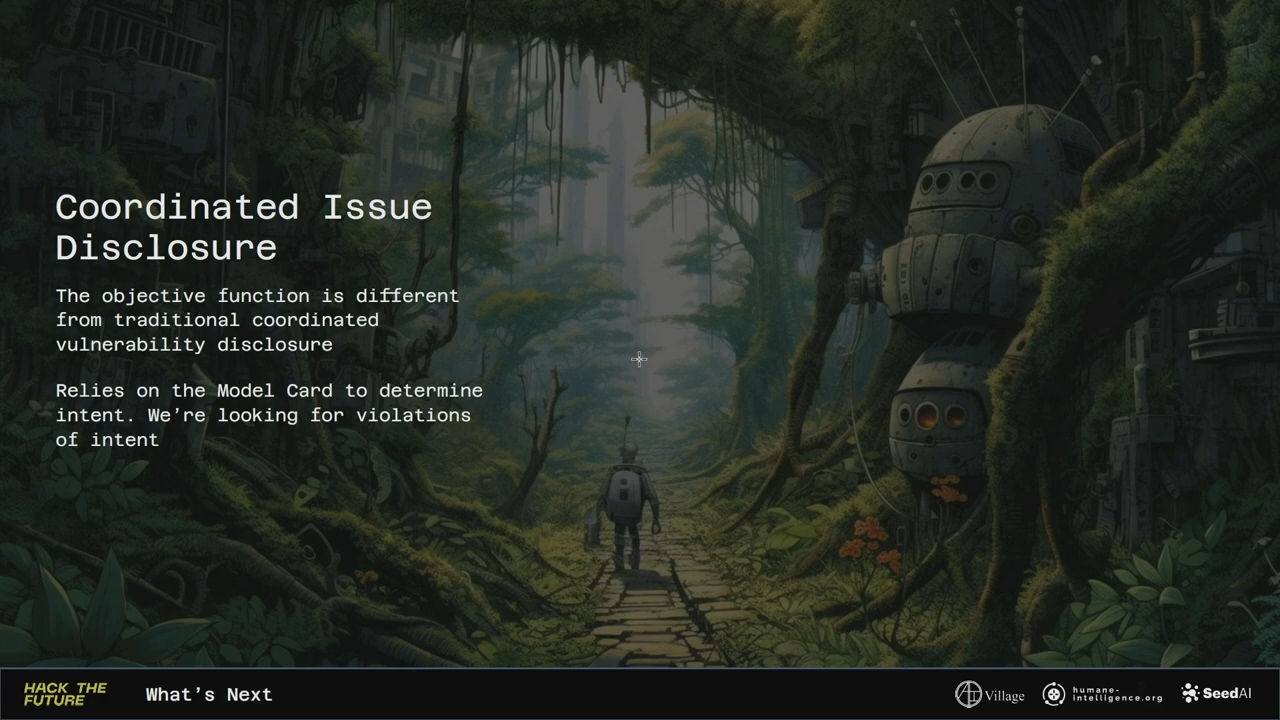 Coordinated Issue
Disclosure
The objective function is different
from traditional coordinated
vulnerability disclosure
Relies on the Model Card to determine
intent. We’re looking for violations
of intent
HACK THE
FUTURE
What’s Next
AI Village
humane-
intelligence.org
SeedAI